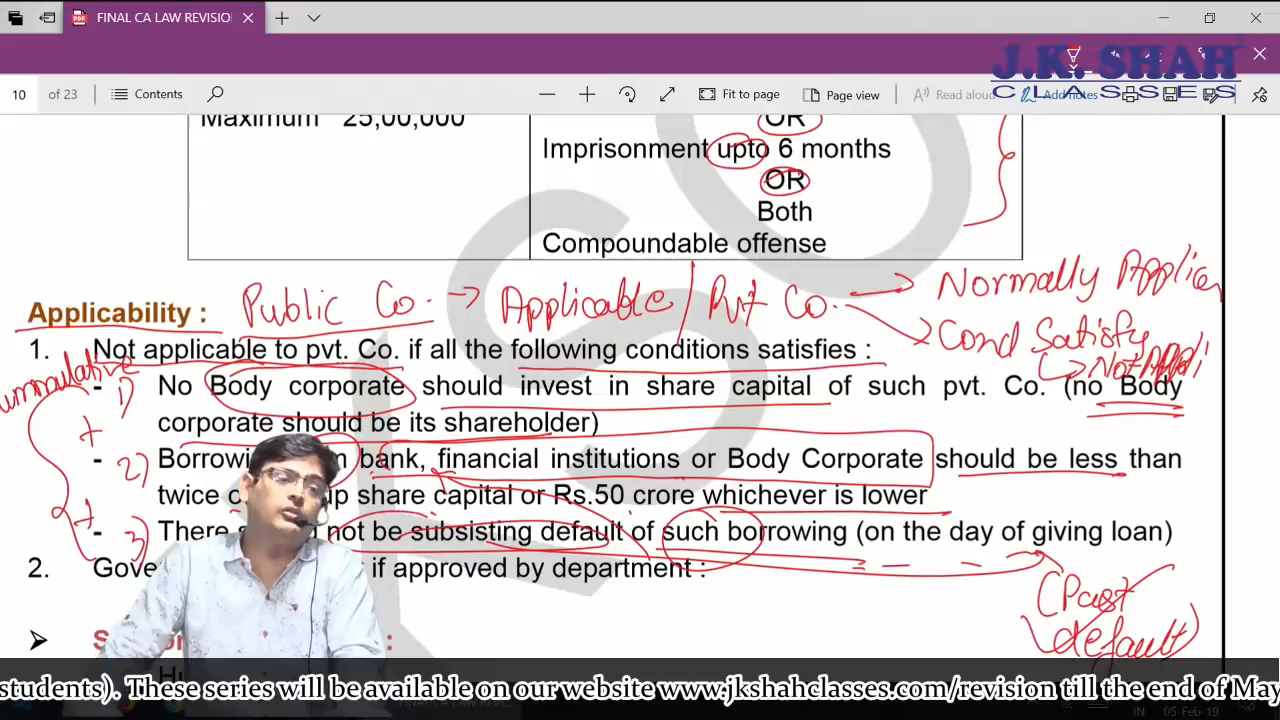 FINAL CA LAW REVISIO
J.K. SHAH
CLASSES
10 of 23 Contents Fit to page Page view Read aloud Add notes
Maximum 25,00,000
OR
Imprisonment upto 6 months
OR
Both
Compoundable offense
Applicability : Public Co. → Applicable / Pvt Co. → Normally
→ Cond Satisfy
1. Not applicable to pvt. Co. if all the following conditions satisfies :
→ Not
- 1) No Body corporate should invest in share capital of such pvt. Co. (no Body
corporate should be its shareholder)
+
- 2) bank, financial institutions or Body Corporate should be less than
twice share capital or Rs.50 crore whichever is lower
+
- 3) There not be subsisting default of such borrowing (on the day of giving loan)
2. if approved by department :
(Past
default)
students). These series will be available on our website www.jkshahclasses.com/revision till the end of May
IN 05-Feb-19